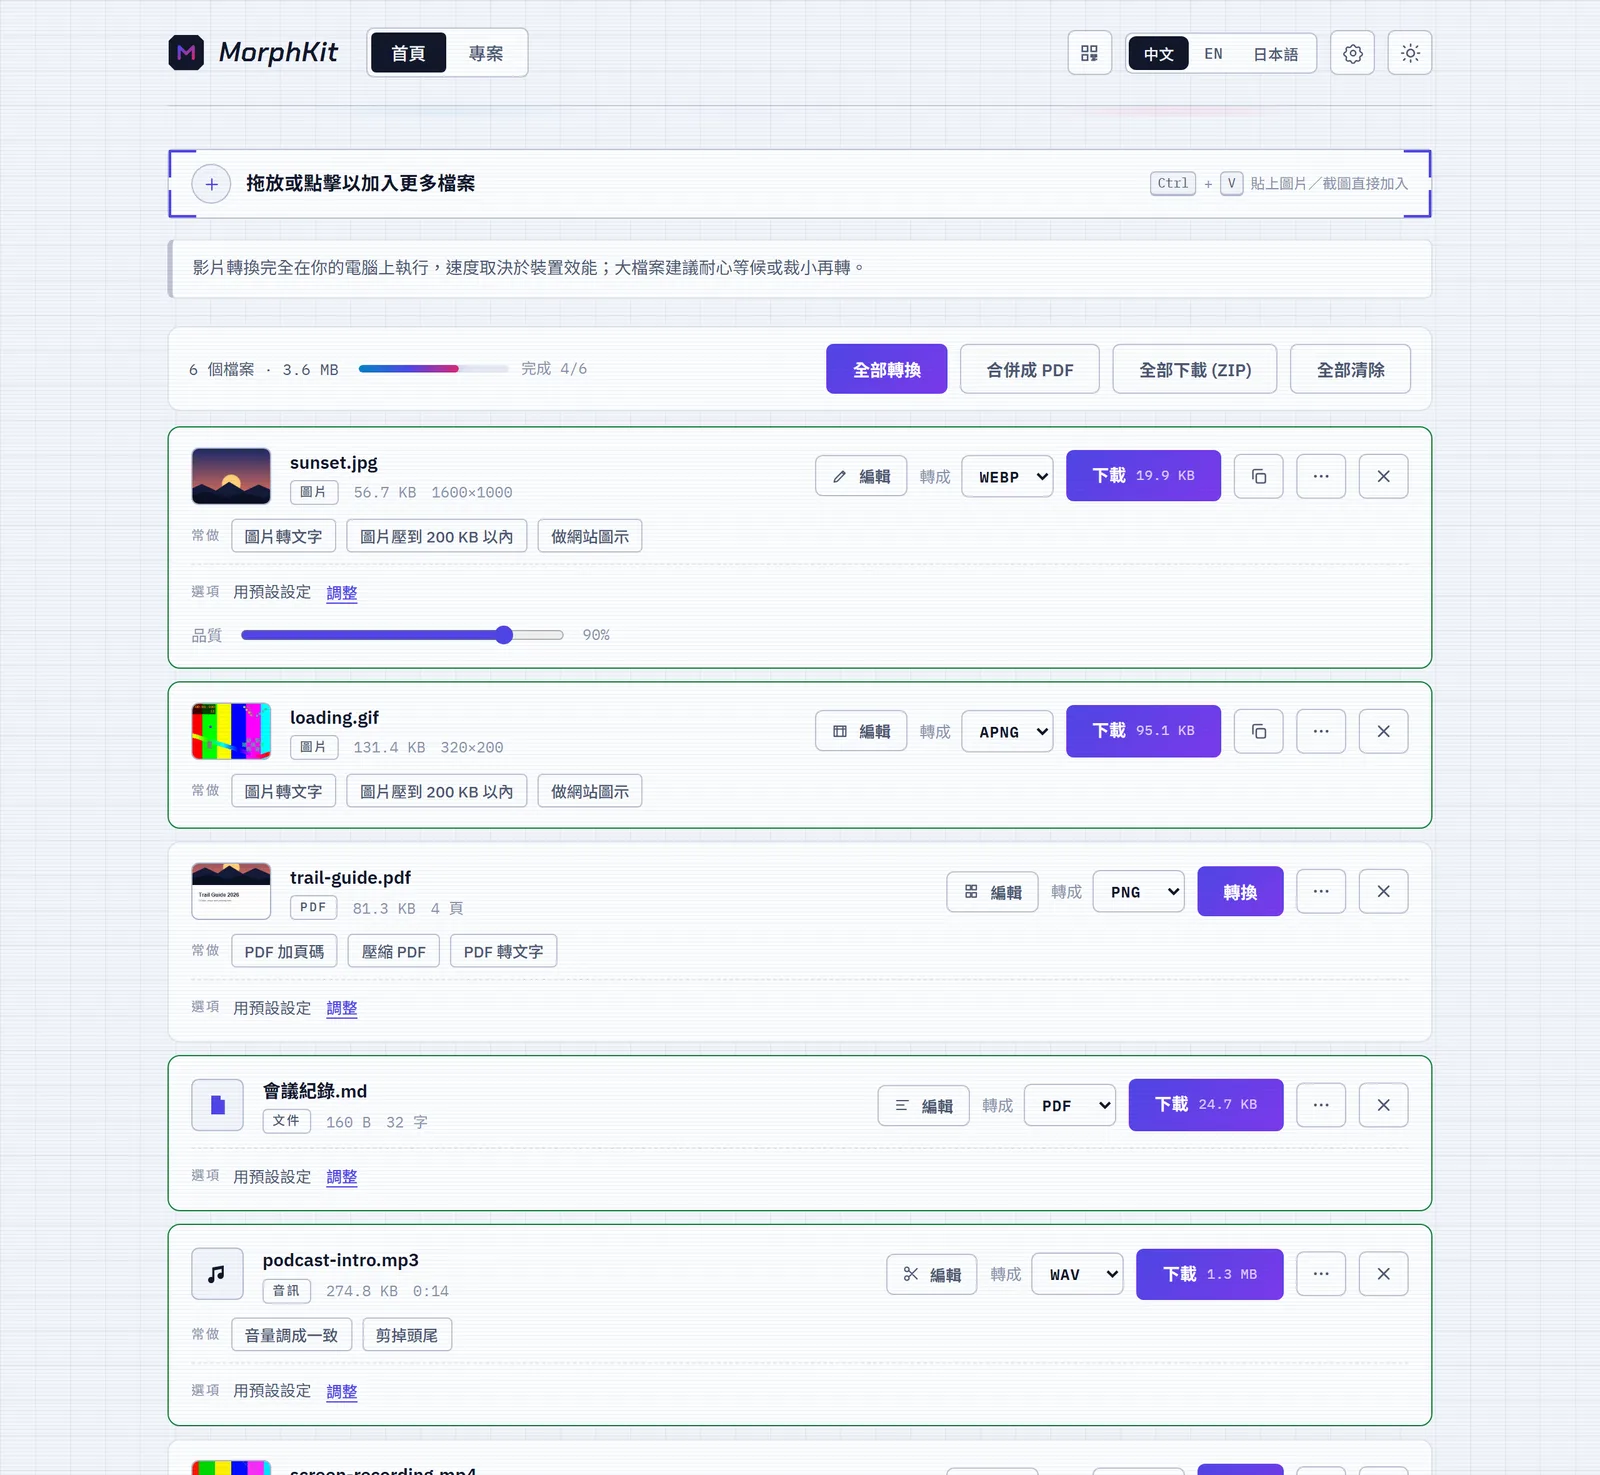 MorphKit
首頁
專案
中文
EN
日本語
拖放或點擊以加入更多檔案
Ctrl + V 貼上圖片／截圖直接加入
影片轉換完全在你的電腦上執行，速度取決於裝置效能；大檔案建議耐心等候或裁小再轉。
6 個檔案 · 3.6 MB
完成 4/6
全部轉換
合併成 PDF
全部下載 (ZIP)
全部清除
sunset.jpg
圖片 56.7 KB 1600×1000
編輯 轉成 WEBP 下載 19.9 KB
常做 圖片轉文字 圖片壓到 200 KB 以內 做網站圖示
選項 用預設設定 調整
品質 90%
loading.gif
圖片 131.4 KB 320×200
編輯 轉成 APNG 下載 95.1 KB
常做 圖片轉文字 圖片壓到 200 KB 以內 做網站圖示
Trail Guide 2026
trail-guide.pdf
PDF 81.3 KB 4 頁
編輯 轉成 PNG 轉換
常做 PDF 加頁碼 壓縮 PDF PDF 轉文字
選項 用預設設定 調整
會議紀錄.md
文件 160 B 32 字
編輯 轉成 PDF 下載 24.7 KB
選項 用預設設定 調整
podcast-intro.mp3
音訊 274.8 KB 0:14
編輯 轉成 WAV 下載 1.3 MB
常做 音量調成一致 剪掉頭尾
選項 用預設設定 調整
screen-recording.mp4